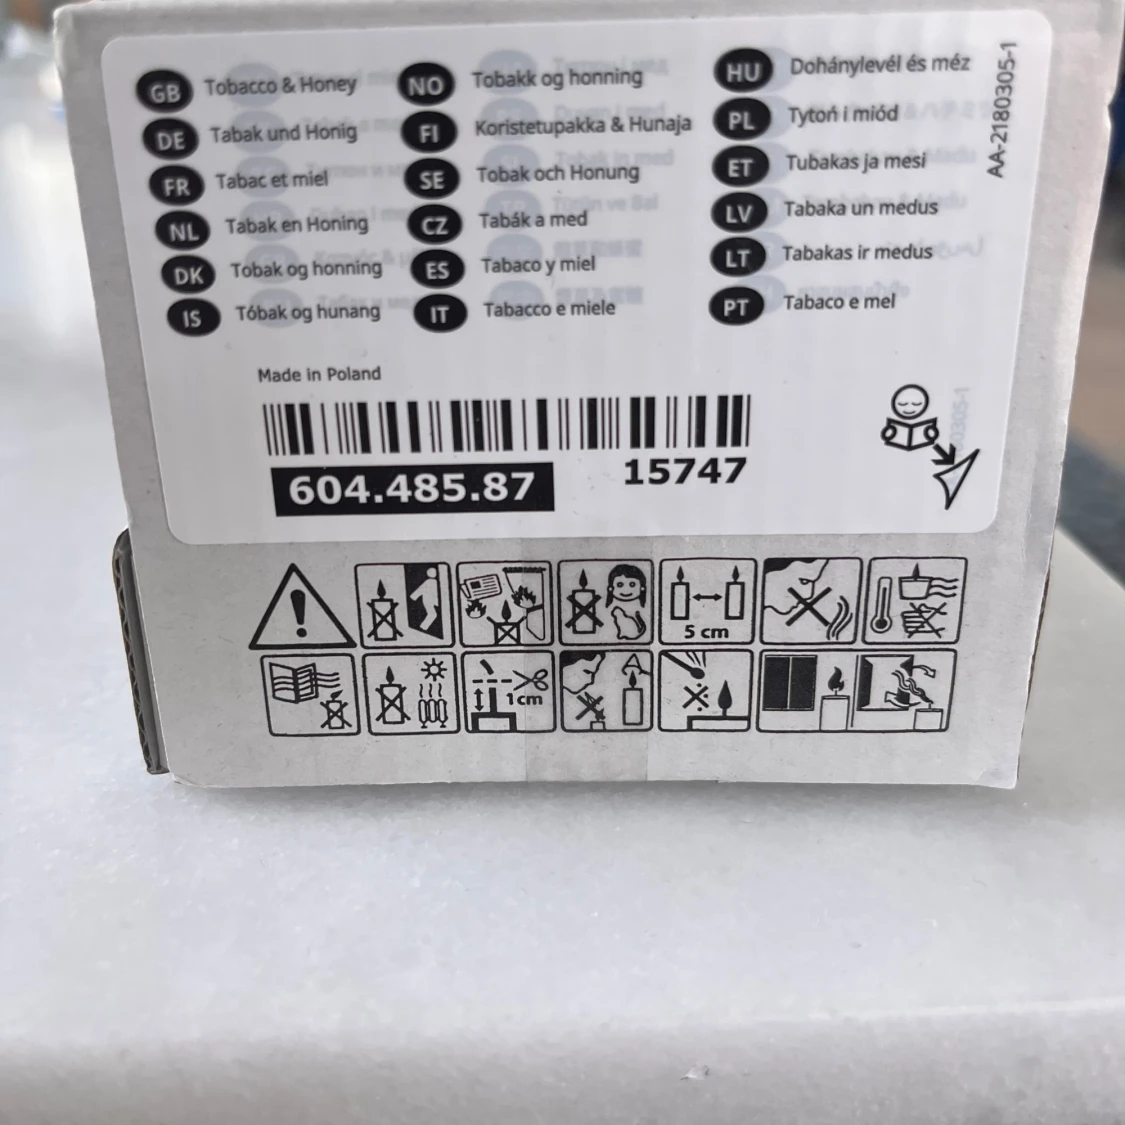 GB Tobacco & Honey
DE Tabak und Honig
FR Tabac et miel
NL Tabak en Honing
DK Tobak og honning
IS Tóbak og hunang
NO Tobakk og honning
FI Koristetupakka & Hunaja
SE Tobak och Honung
CZ Tabák a med
ES Tabaco y miel
IT Tabacco e miele
HU Dohánylevél és méz
PL Tytoń i miód
ET Tubakas ja mesi
LV Tabaka un medus
LT Tabakas ir medus
PT Tabaco e mel
AA-2180305-1
Made in Poland
604.485.87
15747
5 cm
1cm